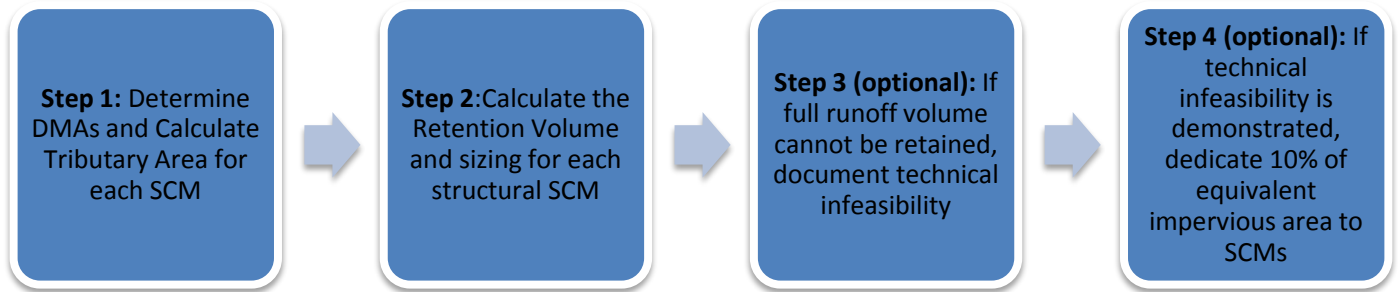 Step 1: Determine
DMAs and Calculate
Tributary Area for
each SCM
Step 2:Calculate the
Retention Volume
and sizing for each
structural SCM
Step 3 (optional): If
full runoff volume
cannot be retained,
document technical
infeasibility
Step 4 (optional): If
technical
infeasibility is
demonstrated,
dedicate 10% of
equivalent
impervious area to
SCMs